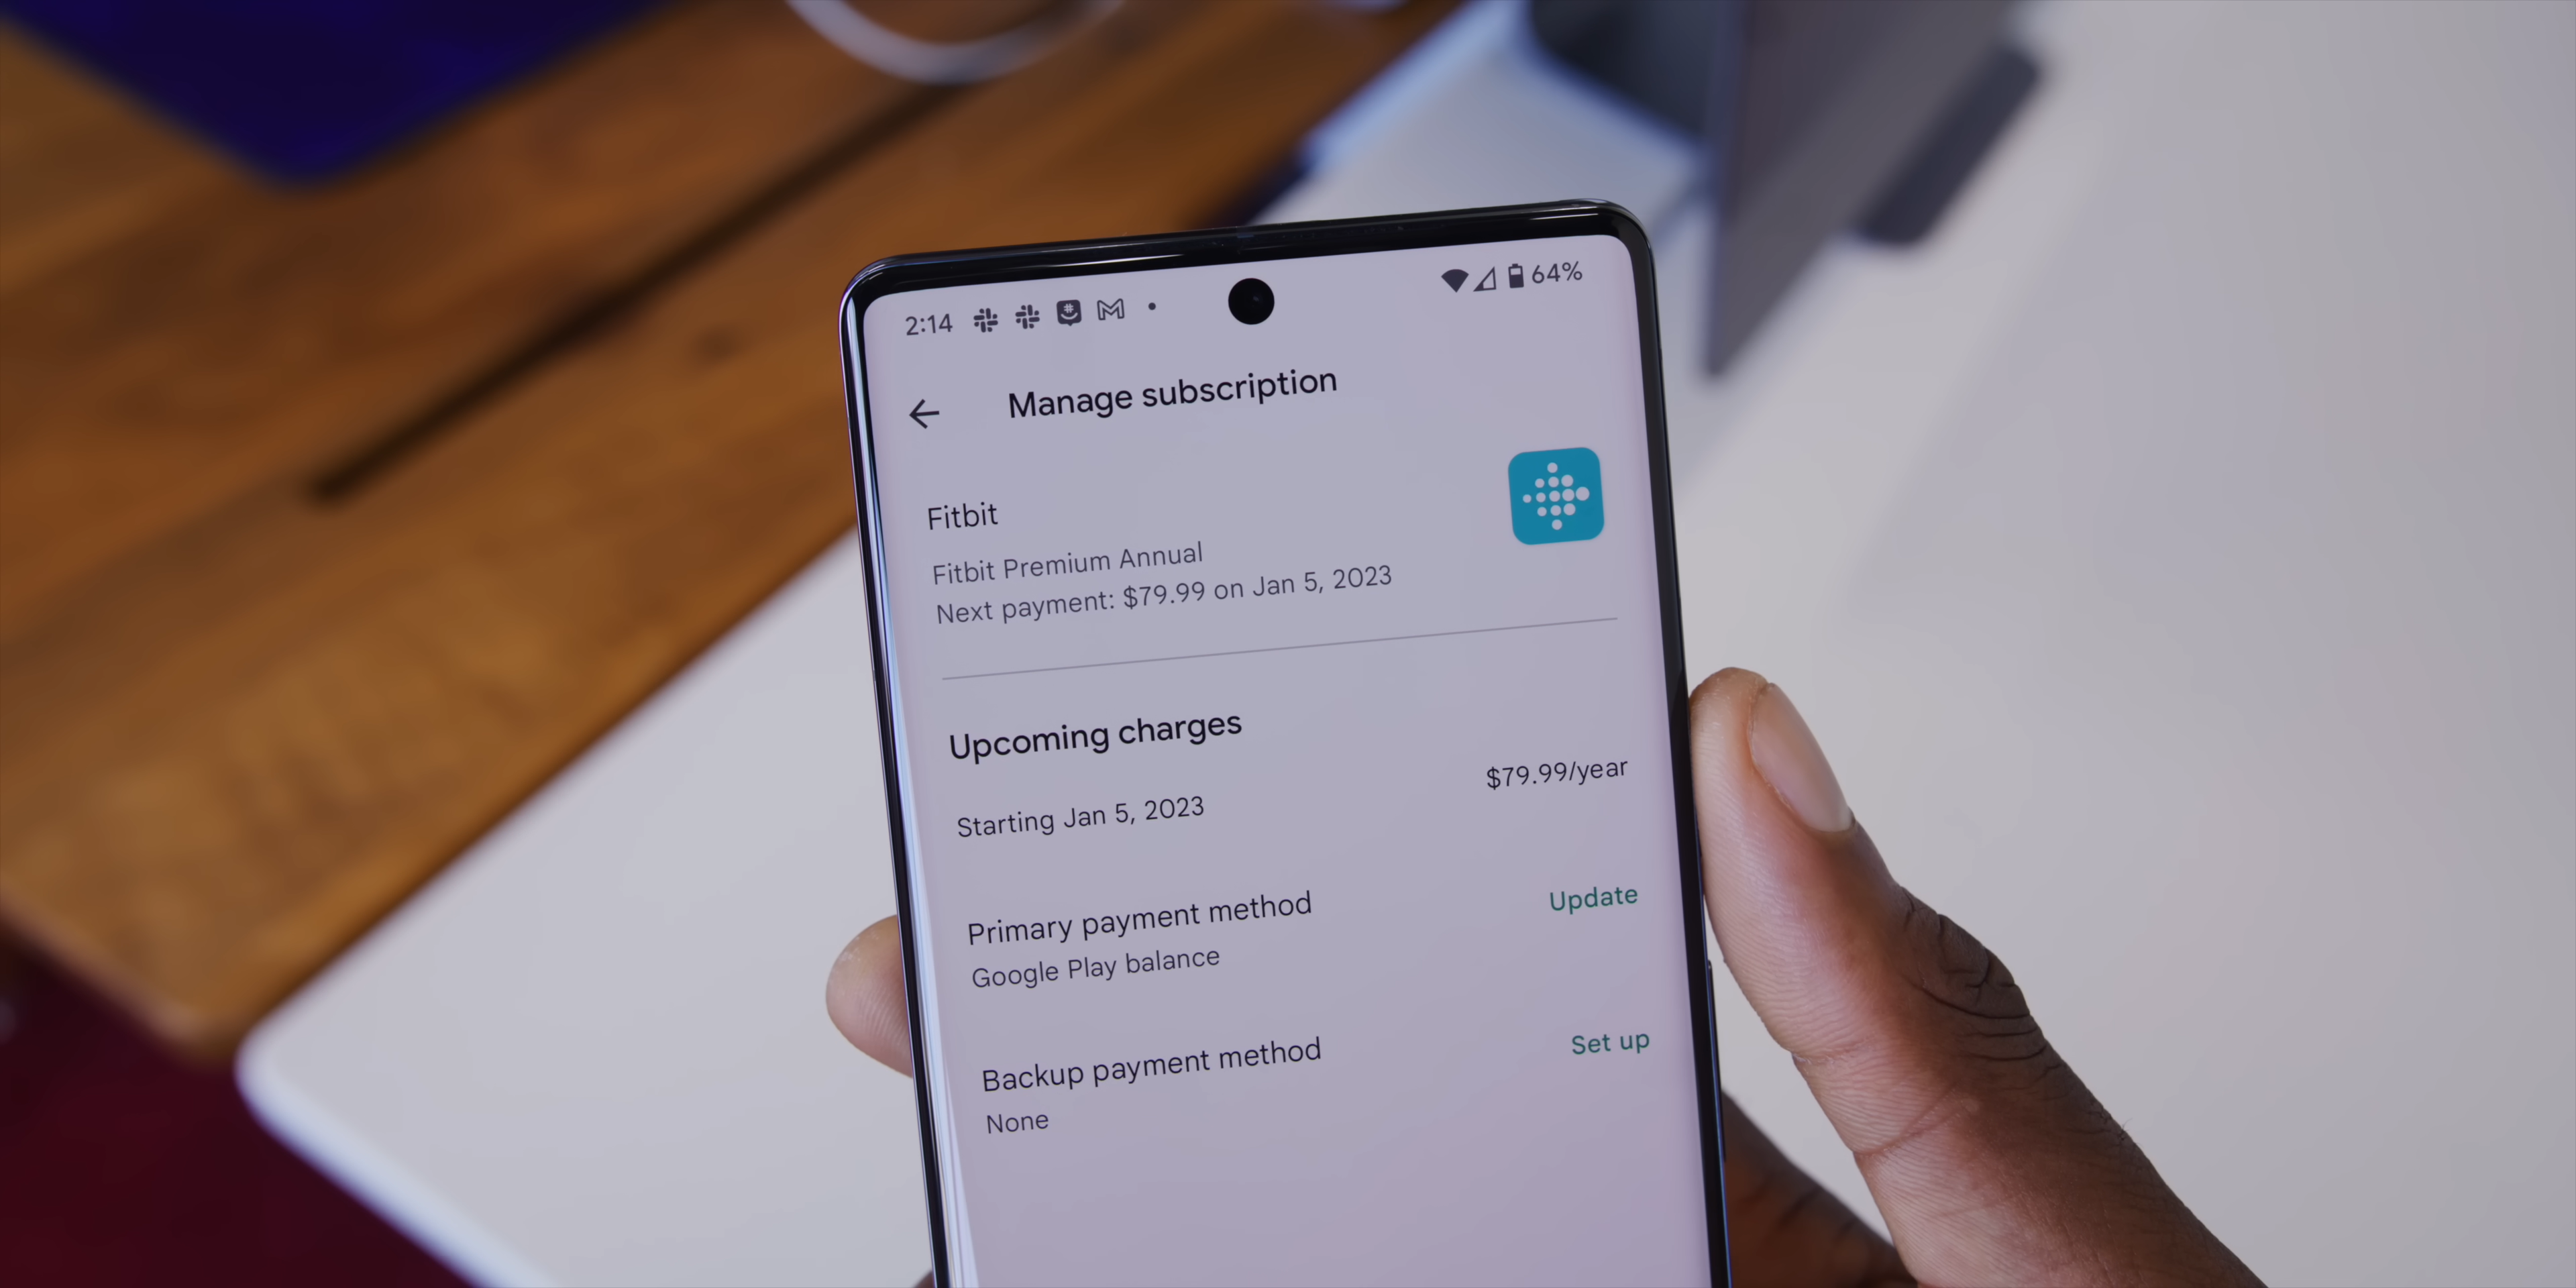 2:14
64%
Manage subscription
Fitbit
Fitbit Premium Annual
Next payment: $79.99 on Jan 5, 2023
Upcoming charges
Starting Jan 5, 2023
$79.99/year
Primary payment method
Update
Google Play balance
Backup payment method
Set up
None